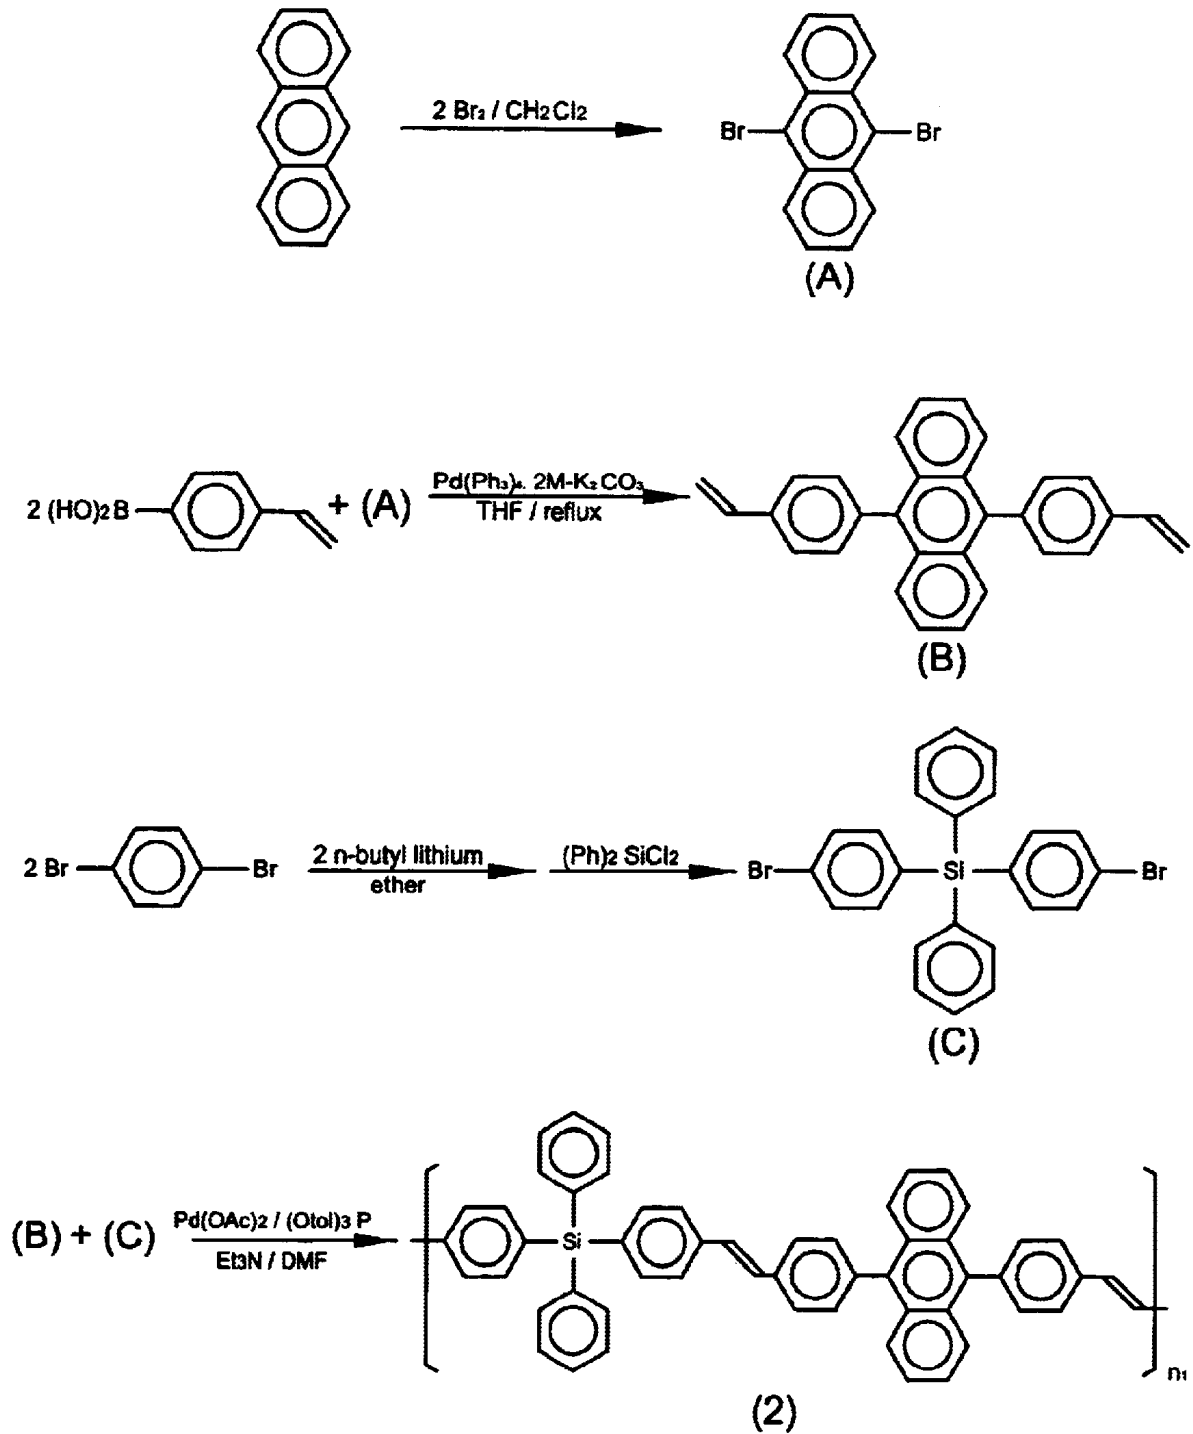 2 Br2 / CH2Cl2
Br Br
(A)
2 (HO)2B + (A) Pd(Ph3)4. 2M-K2CO3
THF / reflux
(B)
2 Br Br 2 n-butyl lithium
ether
(Ph)2 SiCl2
Br Si Br
(C)
(B) + (C) Pd(OAc)2 / (Otol)3 P
Et3N / DMF
Si
n1
(2)